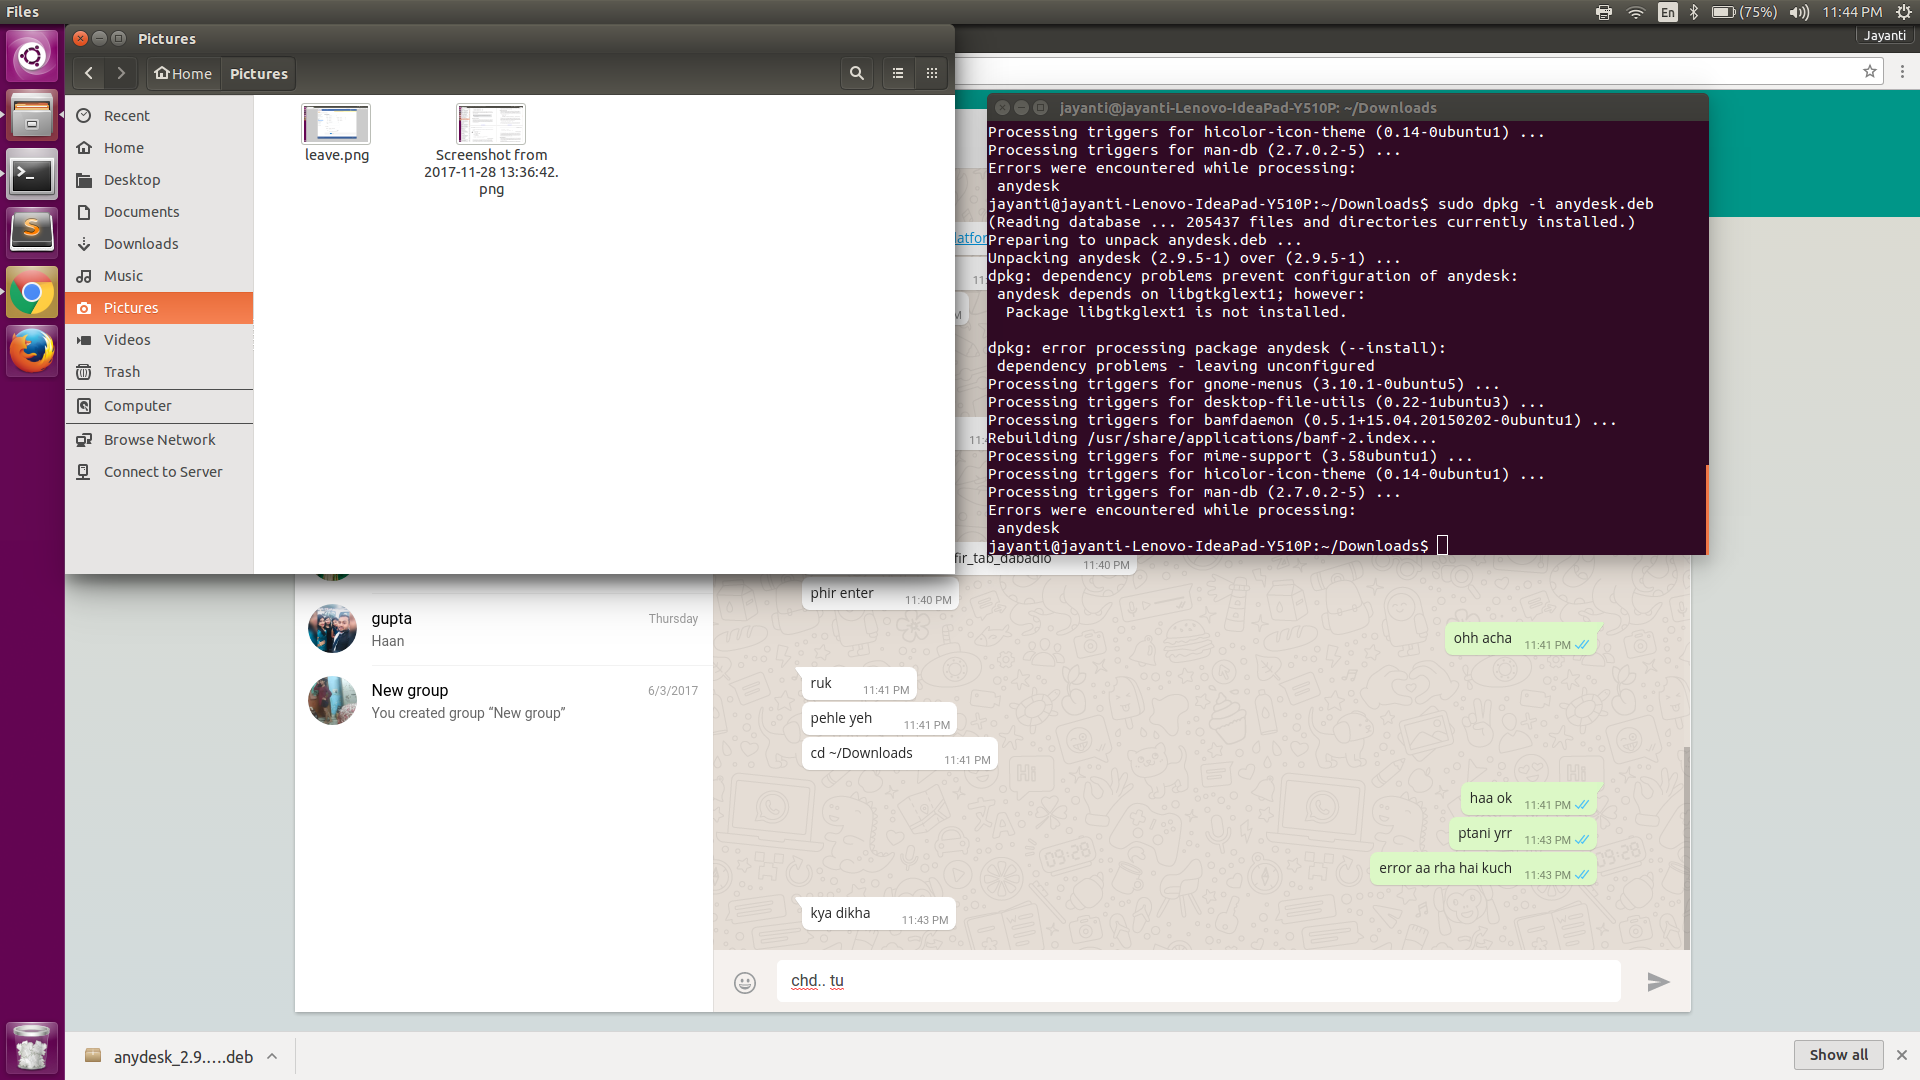 Files
En
(75%)
11:44 PM
Jayanti
Pictures
Home
Pictures
Recent
Home
Desktop
Documents
Downloads
Music
Pictures
Videos
Trash
Computer
Browse Network
Connect to Server
leave.png
Screenshot from
2017-11-28 13:36:42.
png
jayanti@jayanti-Lenovo-IdeaPad-Y510P: ~/Downloads
Processing triggers for hicolor-icon-theme (0.14-0ubuntu1) ...
Processing triggers for man-db (2.7.0.2-5) ...
Errors were encountered while processing:
anydesk
jayanti@jayanti-Lenovo-IdeaPad-Y510P:~/Downloads$ sudo dpkg -i anydesk.deb
(Reading database ... 205437 files and directories currently installed.)
Preparing to unpack anydesk.deb ...
Unpacking anydesk (2.9.5-1) over (2.9.5-1) ...
dpkg: dependency problems prevent configuration of anydesk:
anydesk depends on libgtkglext1; however:
Package libgtkglext1 is not installed.
dpkg: error processing package anydesk (--install):
dependency problems - leaving unconfigured
Processing triggers for gnome-menus (3.10.1-0ubuntu5) ...
Processing triggers for desktop-file-utils (0.22-1ubuntu3) ...
Processing triggers for bamfdaemon (0.5.1+15.04.20150202-0ubuntu1) ...
Rebuilding /usr/share/applications/bamf-2.index...
Processing triggers for mime-support (3.58ubuntu1) ...
Processing triggers for hicolor-icon-theme (0.14-0ubuntu1) ...
Processing triggers for man-db (2.7.0.2-5) ...
Errors were encountered while processing:
anydesk
jayanti@jayanti-Lenovo-IdeaPad-Y510P:~/Downloads$
latfor
11:
M
11:4
fir_tab_dabadio
11:40 PM
phir enter
11:40 PM
gupta
Thursday
Haan
New group
6/3/2017
You created group “New group”
ohh acha
11:41 PM
ruk
11:41 PM
pehle yeh
11:41 PM
cd ~/Downloads
11:41 PM
haa ok
11:41 PM
ptani yrr
11:43 PM
error aa rha hai kuch
11:43 PM
kya dikha
11:43 PM
chd.. tu
anydesk_2.9.....deb
Show all